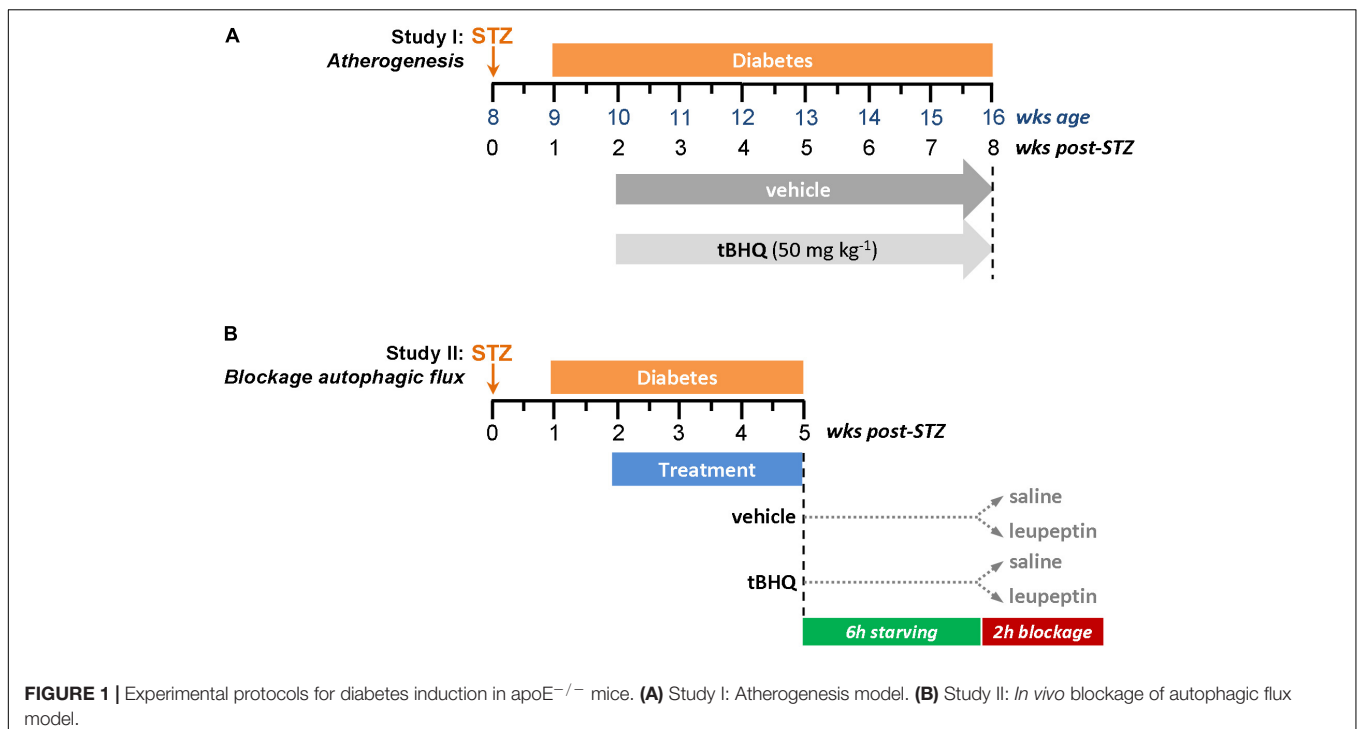 A
Study I: STZ
Atherogenesis
Diabetes
8 9 10 11 12 13 14 15 16 wks age
0 1 2 3 4 5 6 7 8 wks post-STZ
vehicle
tBHQ (50 mg kg⁻¹)
B
Study II: STZ
Blockage autophagic flux
Diabetes
0 1 2 3 4 5 wks post-STZ
Treatment
saline
vehicle
leupeptin
saline
tBHQ
leupeptin
6h starving 2h blockage
FIGURE 1 | Experimental protocols for diabetes induction in apoE⁻/⁻ mice. (A) Study I: Atherogenesis model. (B) Study II: In vivo blockage of autophagic flux
model.